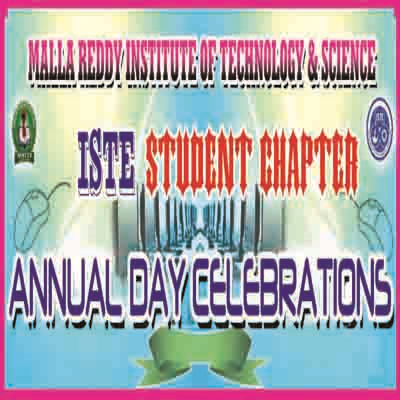 MALLA REDDY INSTITUTE OF TECHNOLOGY & SCIENCE
ISTE STUDENT CHAPTER
ANNUAL DAY CELEBRATIONS